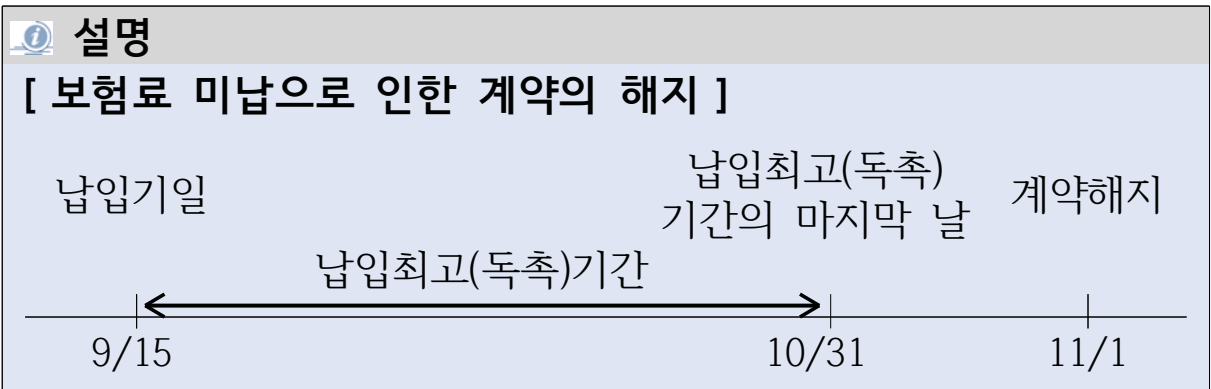 설명
[ 보험료 미납으로 인한 계약의 해지 ]
납입기일
납입최고(독촉)
기간의 마지막 날
계약해지
납입최고(독촉)기간
9/15
10/31
11/1